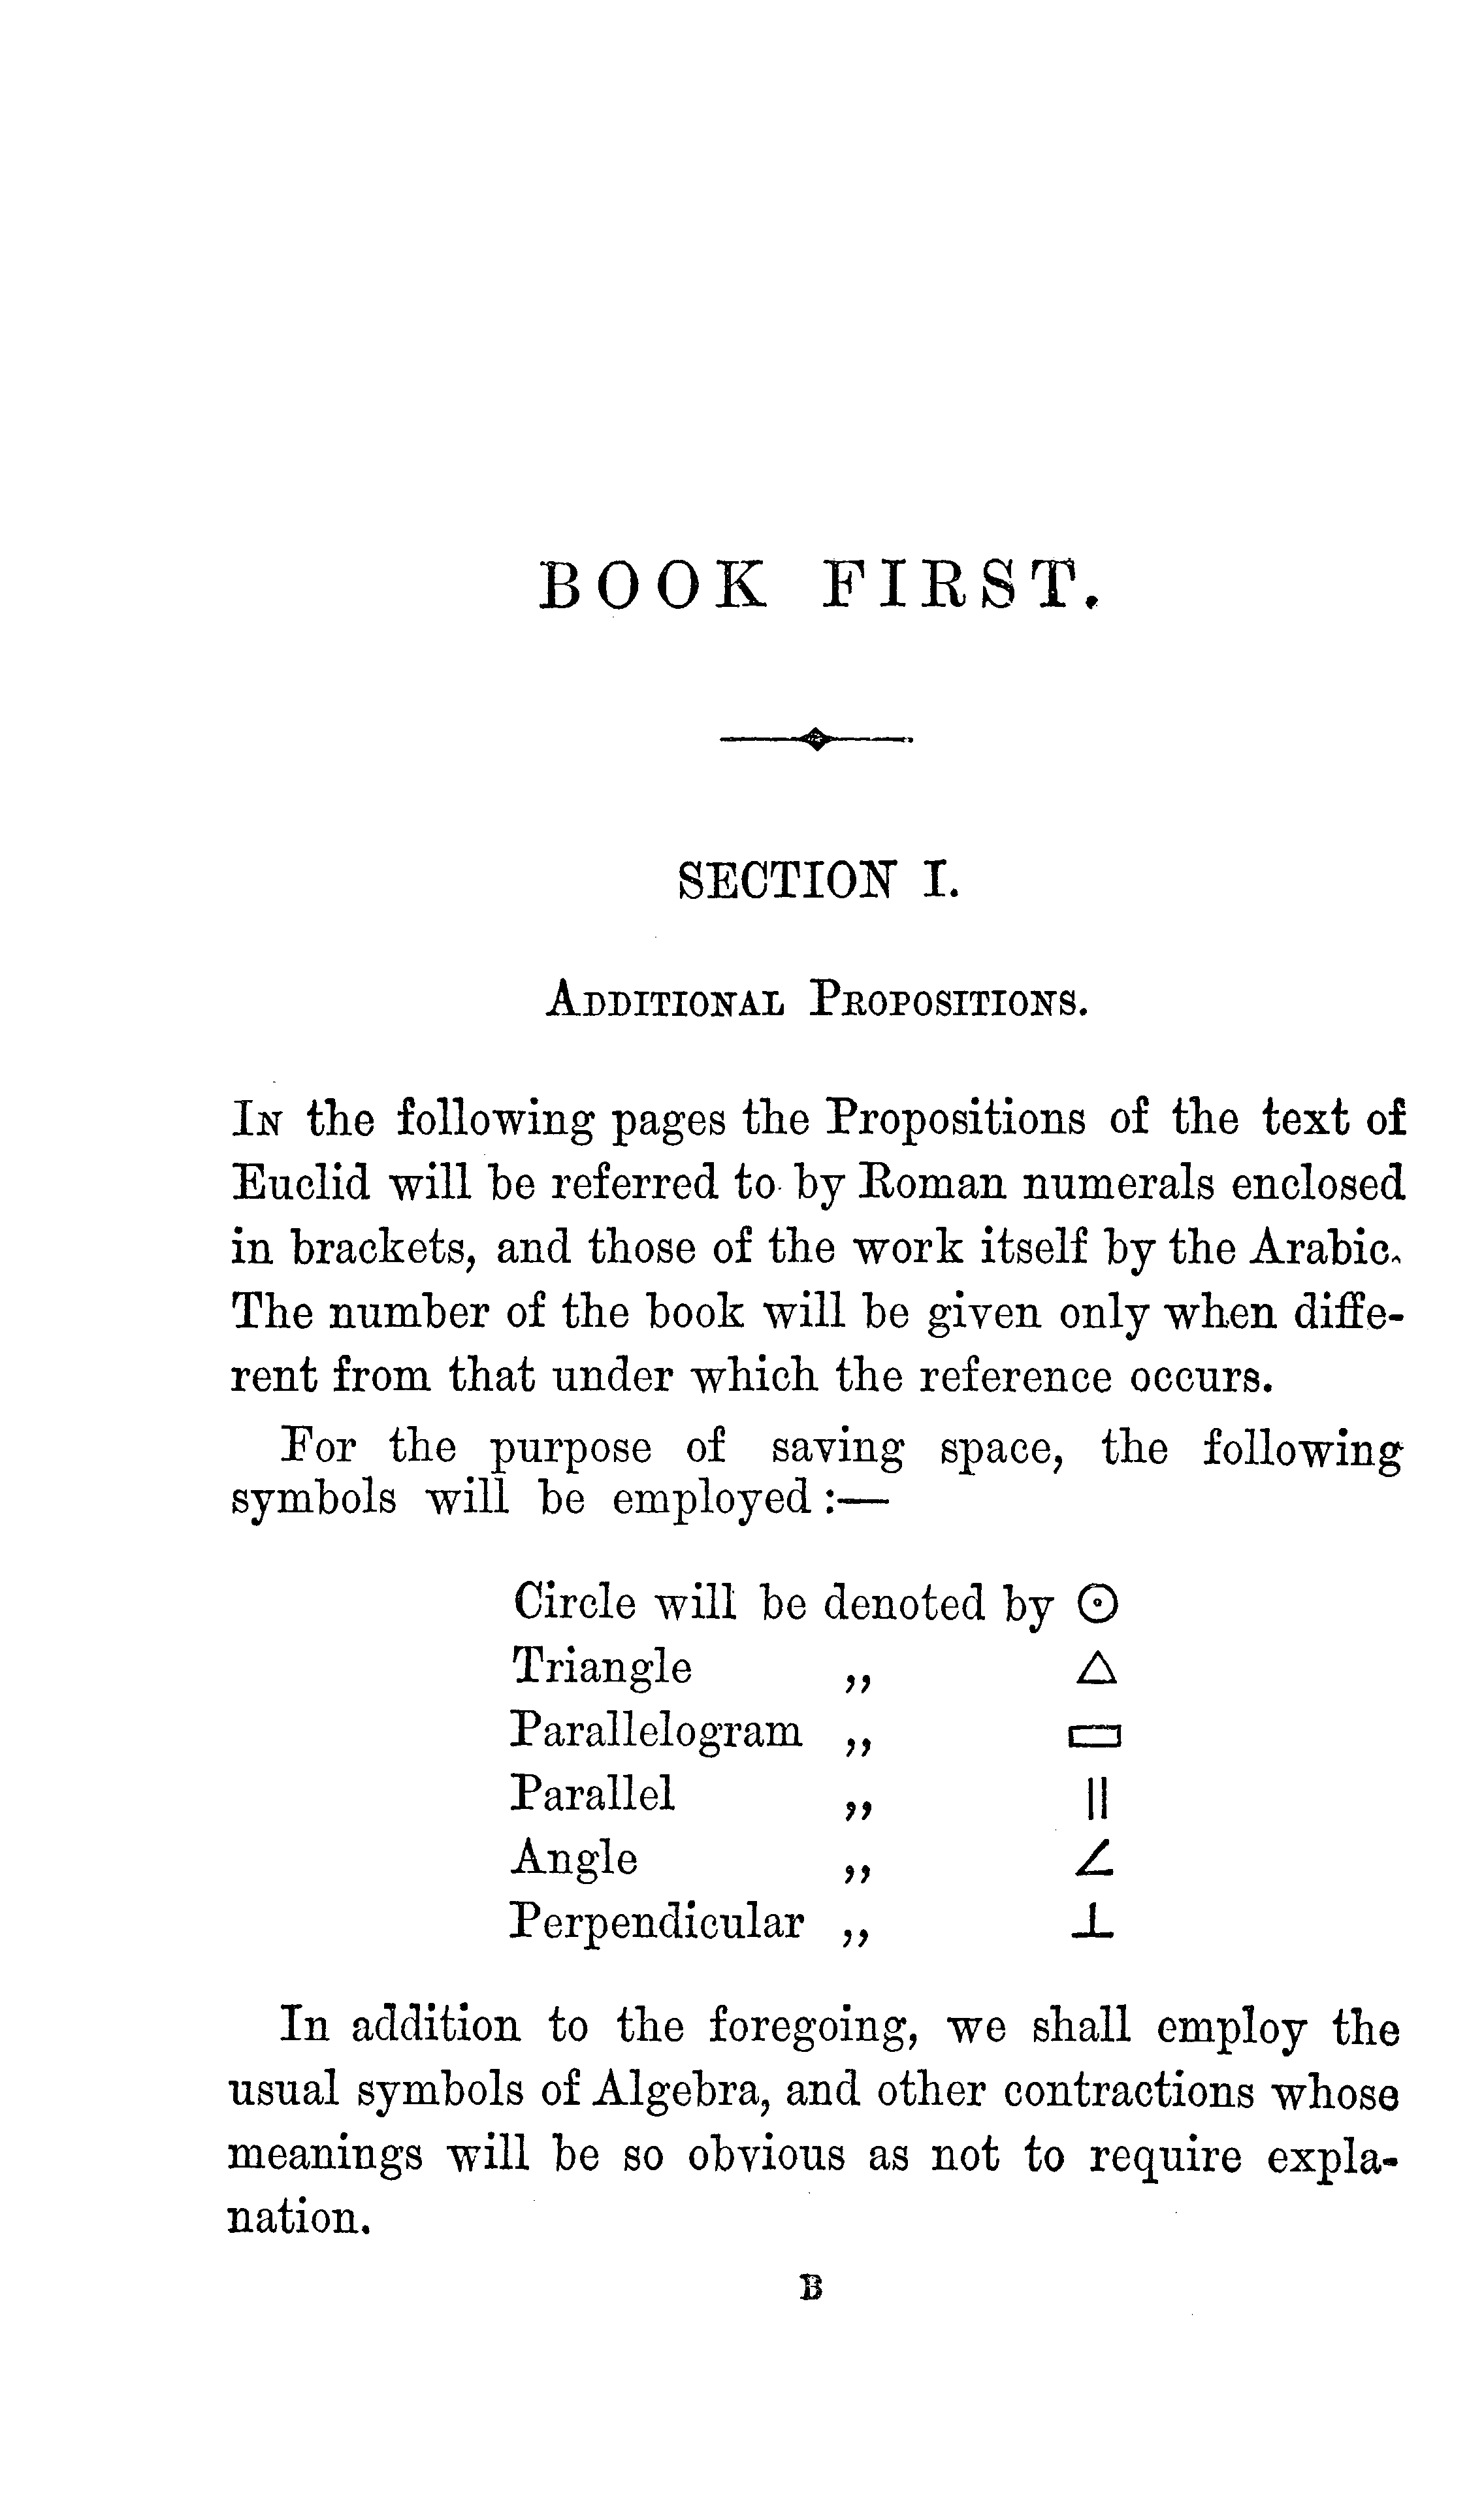 BOOK FIRST.
SECTION I.
ADDITIONAL PROPOSITIONS.
IN the following pages the Propositions of the text of
Euclid will be referred to by Roman numerals enclosed
in brackets, and those of the work itself by the Arabic.
The number of the book will be given only when diffe-
rent from that under which the reference occurs.
For the purpose of saving space, the following
symbols will be employed :—
Circle will be denoted by ⊙
Triangle ,, △
Parallelogram ,, ▭
Parallel ,, ||
Angle ,, ∠
Perpendicular ,, ⊥
In addition to the foregoing, we shall employ the
usual symbols of Algebra, and other contractions whose
meanings will be so obvious as not to require expla-
nation.
B